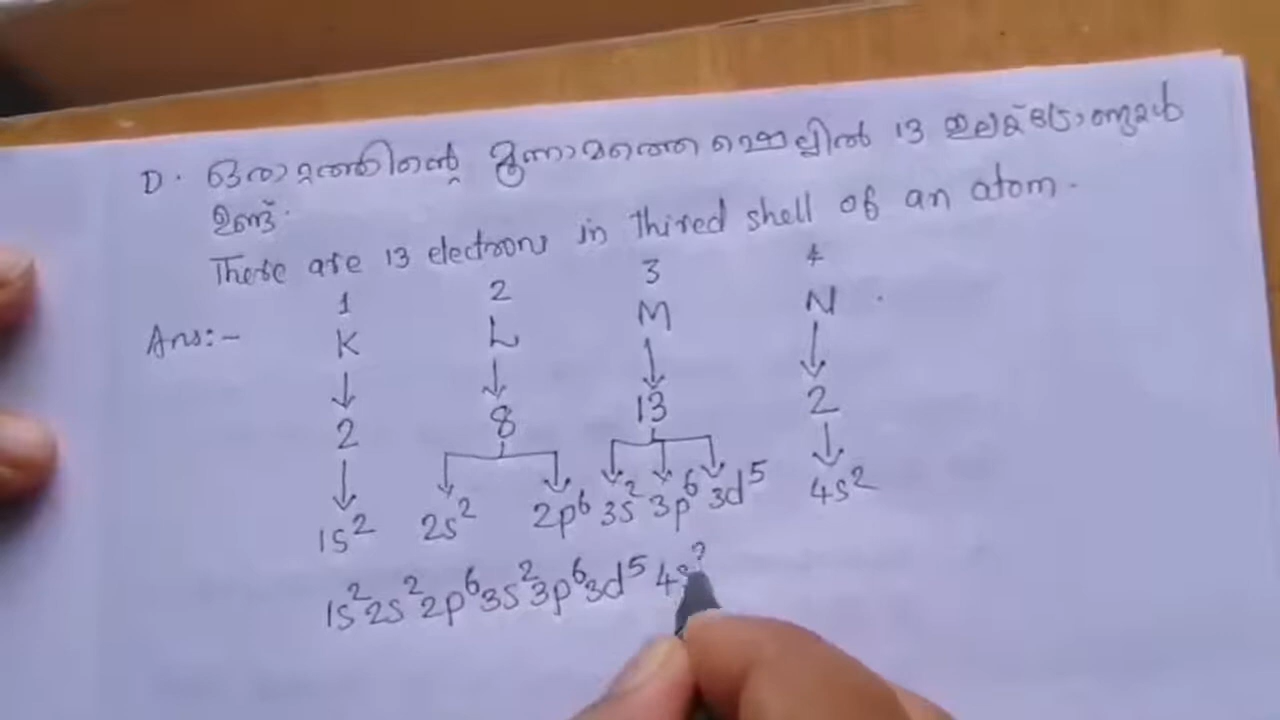 D. ഒരാറ്റത്തിന്റെ മൂന്നാമത്തെ ഷെല്ലിൽ 13 ഇലക്ട്രോണുകൾ
ഉണ്ട്.
There are 13 electrons in thired shell of an atom.
1 2 3 4
Ans:- K L M N
2 8 13 2
1s² 2s² 2p⁶ 3s² 3p⁶ 3d⁵ 4s²
1s² 2s² 2p⁶ 3s² 3p⁶ 3d⁵ 4s²